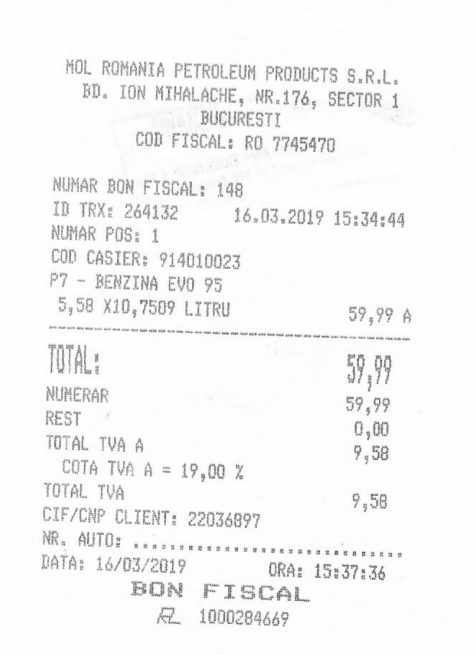 MOL ROMANIA PETROLEUM PRODUCTS S.R.L.
BD. ION MIHALACHE, NR.176, SECTOR 1
BUCURESTI
COD FISCAL: RO 7745470
NUMAR BON FISCAL: 148
ID TRX: 264132 16.03.2019 15:34:44
NUMAR POS: 1
COD CASIER: 914010023
P7 - BENZINA EVO 95
5,58 X10,7509 LITRU 59,99 A
TOTAL: 59,99
NUMERAR 59,99
REST 0,00
TOTAL TVA A 9,58
COTA TVA A = 19,00 %
TOTAL TVA 9,58
CIF/CNP CLIENT: 22036897
NR. AUTO: ..................................
DATA: 16/03/2019 ORA: 15:37:36
BON FISCAL
1000284669